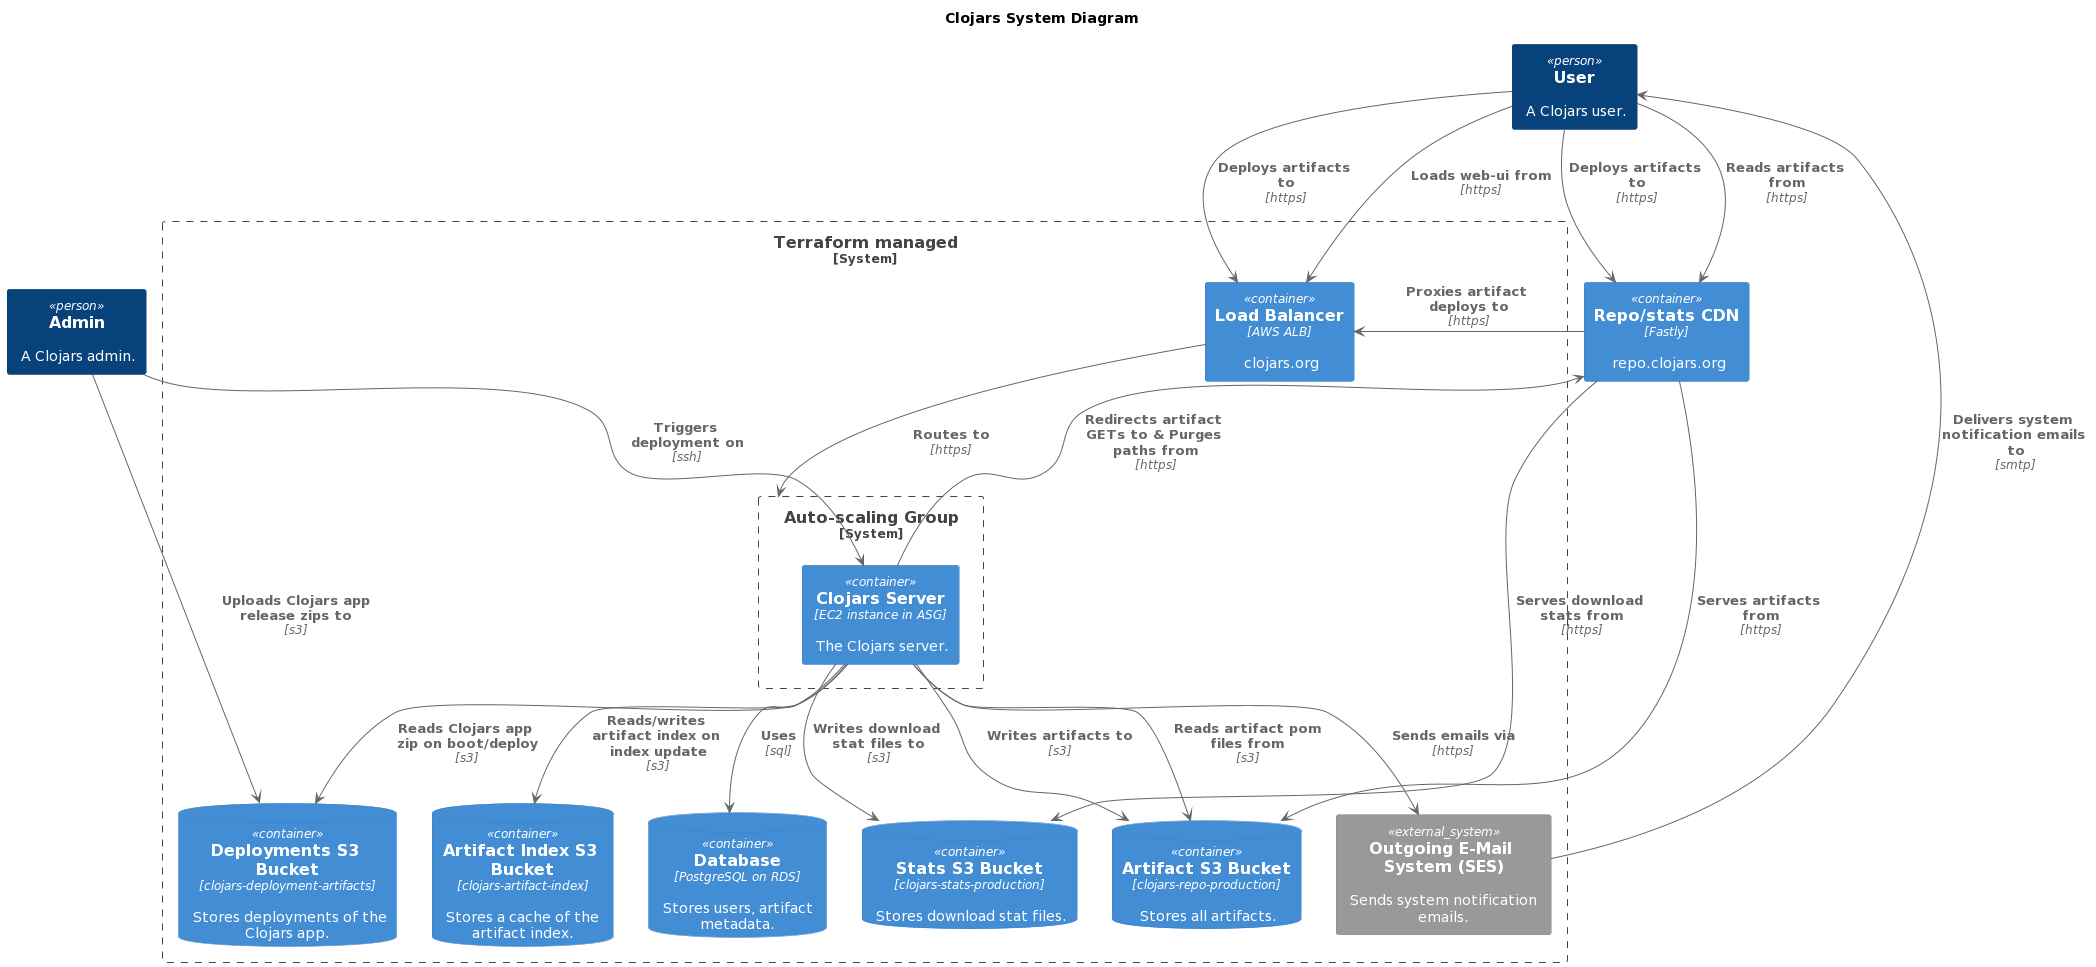 Clojars System Diagram
«person»
User
A Clojars user.
Deploys artifacts
to
[https]
Loads web-ui from
[https]
Deploys artifacts
to
[https]
Reads artifacts
from
[https]
Terraform managed
[System]
«person»
Admin
A Clojars admin.
«container»
Load Balancer
[AWS ALB]
clojars.org
Proxies artifact
deploys to
[https]
«container»
Repo/stats CDN
[Fastly]
repo.clojars.org
Triggers
deployment on
[ssh]
Routes to
[https]
Redirects artifact
GETs to & Purges
paths from
[https]
Delivers system
notification emails
to
[smtp]
Auto-scaling Group
[System]
«container»
Clojars Server
[EC2 instance in ASG]
The Clojars server.
Uploads Clojars app
release zips to
[s3]
Serves download
stats from
[https]
Serves artifacts
from
[https]
Reads Clojars app
zip on boot/deploy
[s3]
Reads/writes
artifact index on
index update
[s3]
Uses
[sql]
Writes download
stat files to
[s3]
Writes artifacts to
[s3]
Reads artifact pom
files from
[s3]
Sends emails via
[https]
«container»
Deployments S3
Bucket
[clojars-deployment-artifacts]
Stores deployments of the
Clojars app.
«container»
Artifact Index S3
Bucket
[clojars-artifact-index]
Stores a cache of the
artifact index.
«container»
Database
[PostgreSQL on RDS]
Stores users, artifact
metadata.
«container»
Stats S3 Bucket
[clojars-stats-production]
Stores download stat files.
«container»
Artifact S3 Bucket
[clojars-repo-production]
Stores all artifacts.
«external_system»
Outgoing E-Mail
System (SES)
Sends system notification
emails.